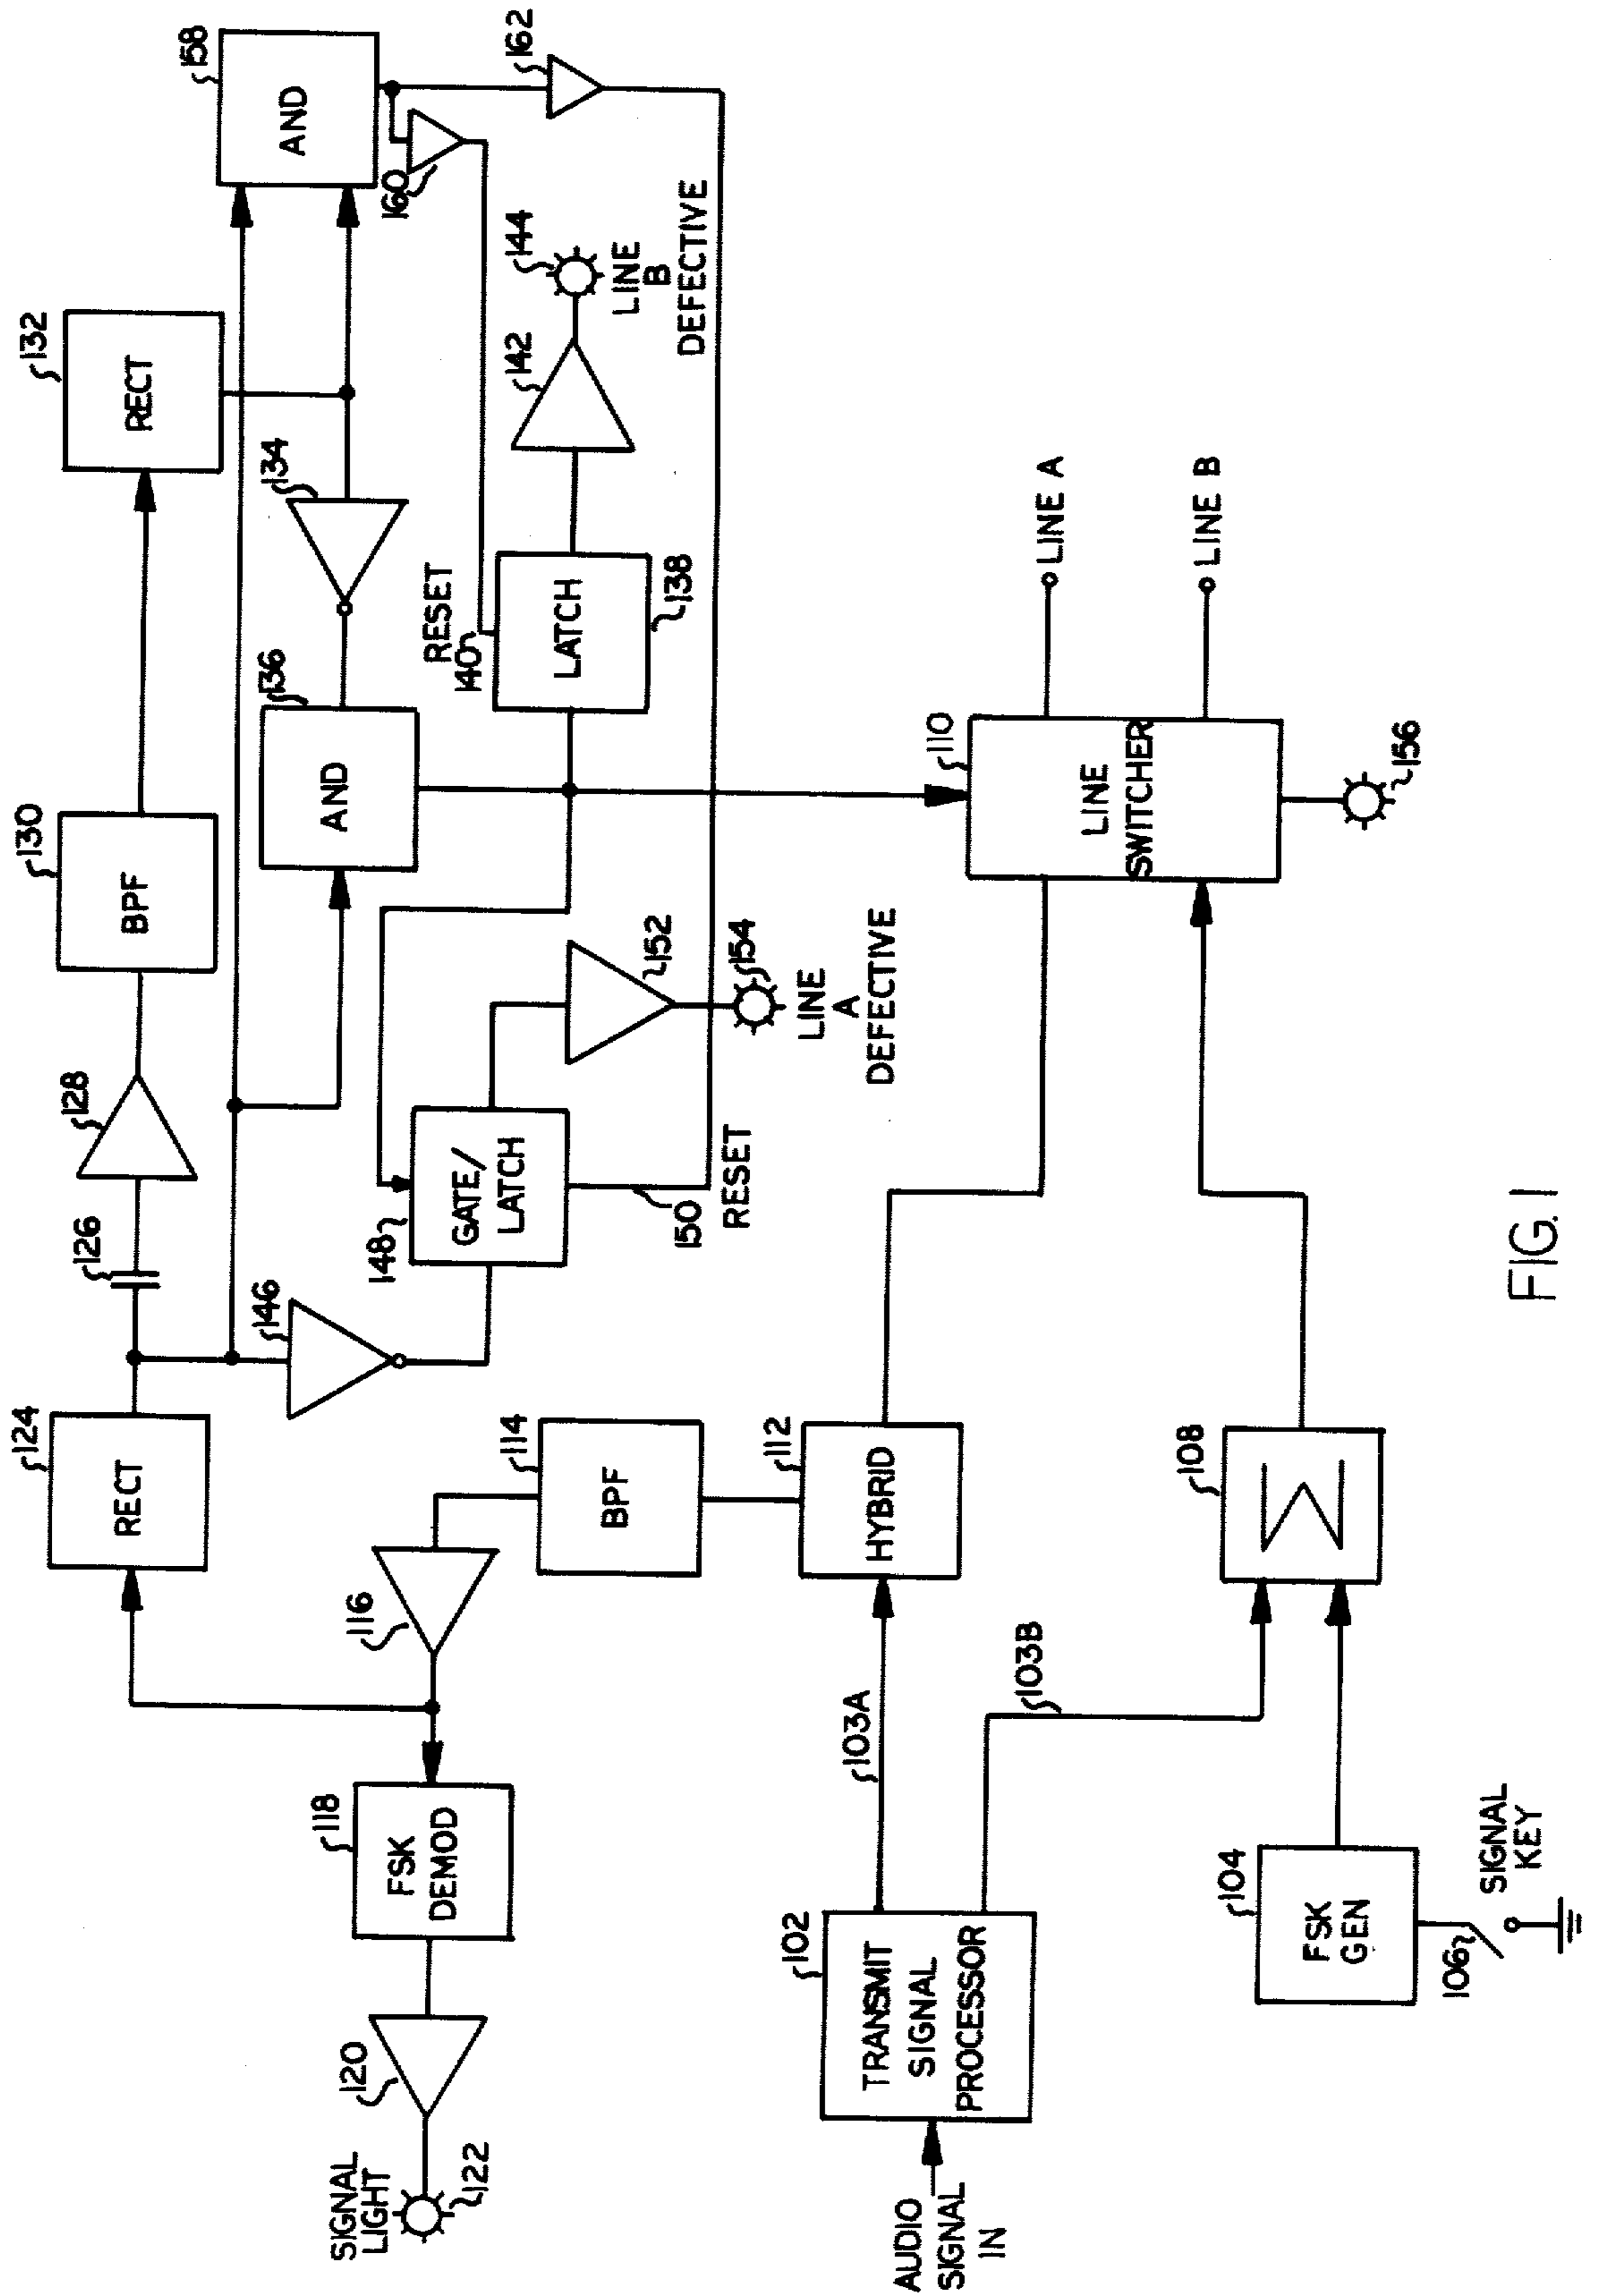 124
RECT
126
128
130
BPF
132
RECT
158
AND
146
136
AND
134
160
162
148
GATE/
LATCH
150
RESET
152
154
LINE
A
DEFECTIVE
RESET
140
LATCH
138
142
144
LINE
B
DEFECTIVE
SIGNAL
LIGHT
122
120
118
FSK
DEMOD
116
114
BPF
AUDIO
SIGNAL
IN
102
TRANSMIT
SIGNAL
PROCESSOR
103A
103B
112
HYBRID
110
LINE
SWITCHER
LINE A
LINE B
156
104
FSK
GEN
106
SIGNAL
KEY
108
Σ
FIG. 1